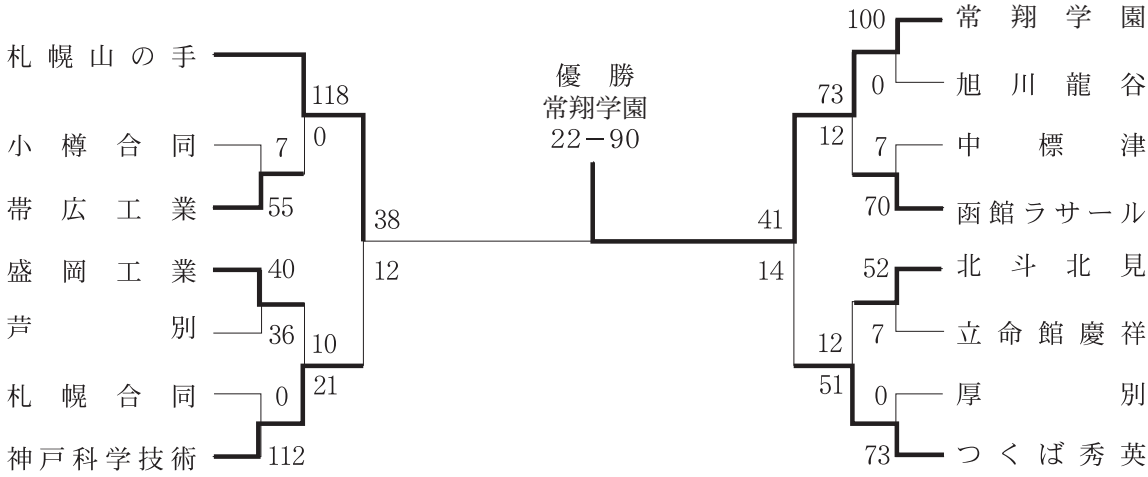 札幌山の手
118
0
小樽合同
7
帯広工業
55
38
12
盛岡工業
40
芦別
36
10
21
札幌合同
0
神戸科学技術
112
優勝
常翔学園
22－90
100
常翔学園
0
旭川龍谷
73
12
7
中標津
70
函館ラサール
41
14
52
北斗北見
7
立命館慶祥
12
51
0
厚別
73
つくば秀英